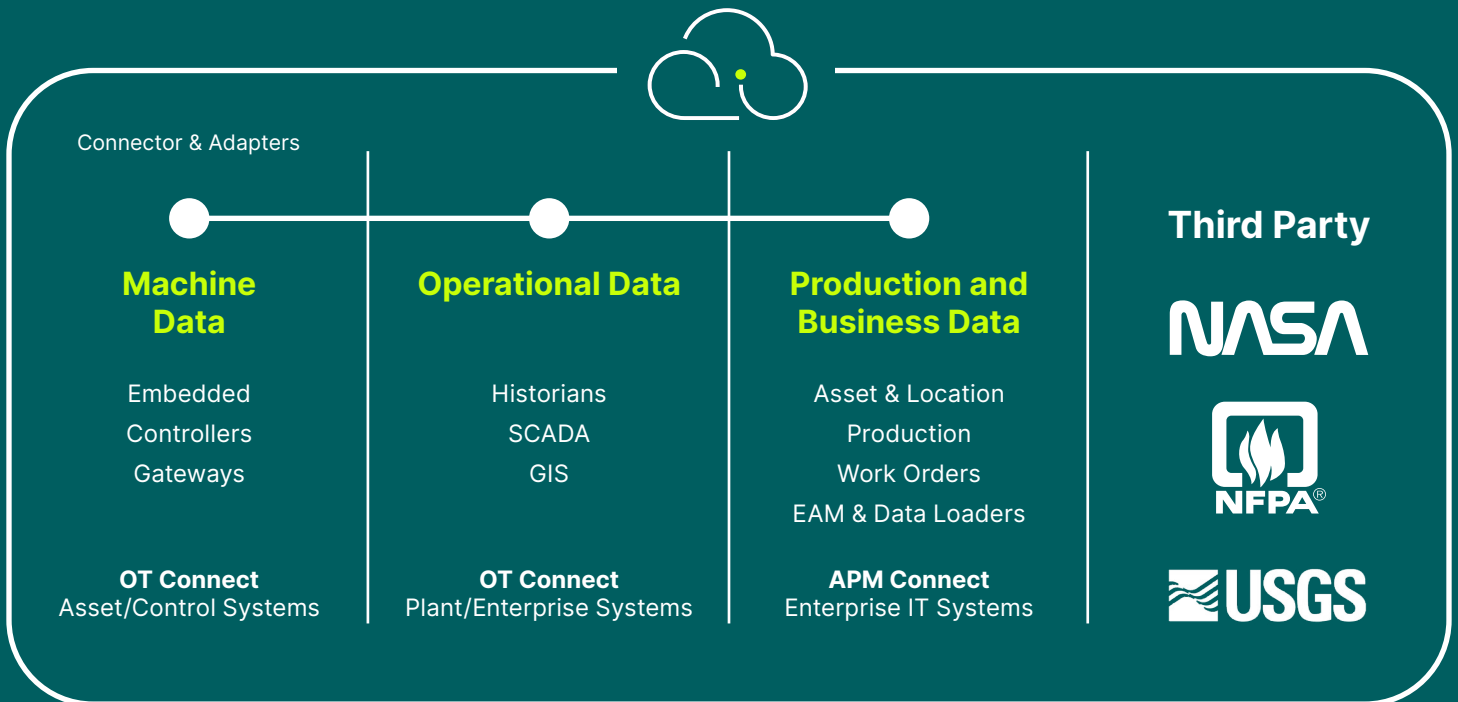 Connector & Adapters
Machine
Data
Embedded
Controllers
Gateways
OT Connect
Asset/Control Systems
Operational Data
Historians
SCADA
GIS
OT Connect
Plant/Enterprise Systems
Production and
Business Data
Asset & Location
Production
Work Orders
EAM & Data Loaders
APM Connect
Enterprise IT Systems
Third Party
NASA
NFPA®
USGS